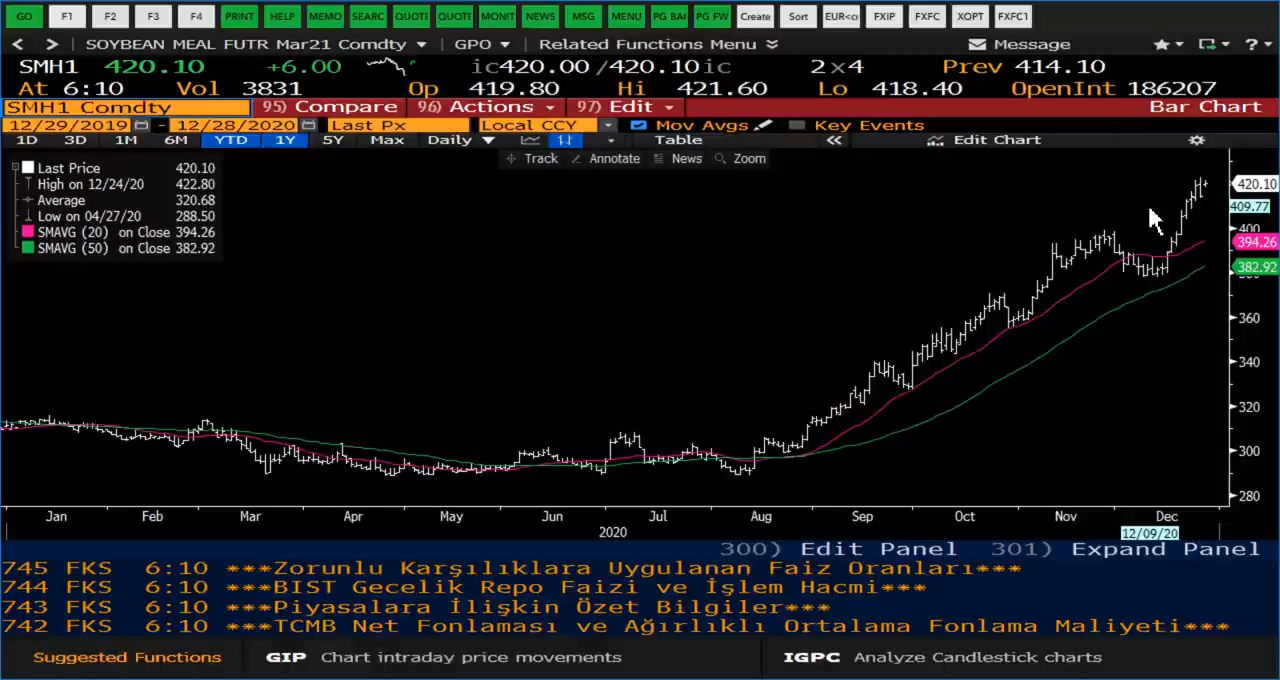 GO F1 F2 F3 F4 PRINT HELP MEMO SEARC QUOTE QUOTE MONIT NEWS MSG MENU PG BAC PG FW Create Sort EUR<cr FXIP FXFC XOPT FXFC1
< > SOYBEAN MEAL FUTR Mar21 Comdty GPO Related Functions Menu Message ?
SMH1 420.10 +6.00 ic420.00 /420.10ic 2×4 Prev 414.10
At 6:10 Vol 3831 Op 419.80 Hi 421.60 Lo 418.40 OpenInt 186207
SMH1 Comdty 95) Compare 96) Actions 97) Edit Bar Chart
12/29/2019 - 12/28/2020 Last Px Local CCY Mov Avgs Key Events
1D 3D 1M 6M YTD 1Y 5Y Max Daily Table « Edit Chart
Track Annotate News Zoom
Last Price 420.10
High on 12/24/20 422.80
Average 320.68
Low on 04/27/20 288.50
SMAVG (20) on Close 394.26
SMAVG (50) on Close 382.92
420.10
409.77
400
394.26
382.92
360
340
320
300
280
Jan Feb Mar Apr May Jun Jul Aug Sep Oct Nov Dec
2020 12/09/20
300) Edit Panel 301) Expand Panel
745 FKS 6:10 ***Zorunlu Karşılıklara Uygulanan Faiz Oranları***
744 FKS 6:10 ***BIST Gecelik Repo Faizi ve İşlem Hacmi***
743 FKS 6:10 ***Piyasalara İlişkin Özet Bilgiler***
742 FKS 6:10 ***TCMB Net Fonlaması ve Ağırlıklı Ortalama Fonlama Maliyeti***
Suggested Functions GIP Chart intraday price movements IGPC Analyze Candlestick charts